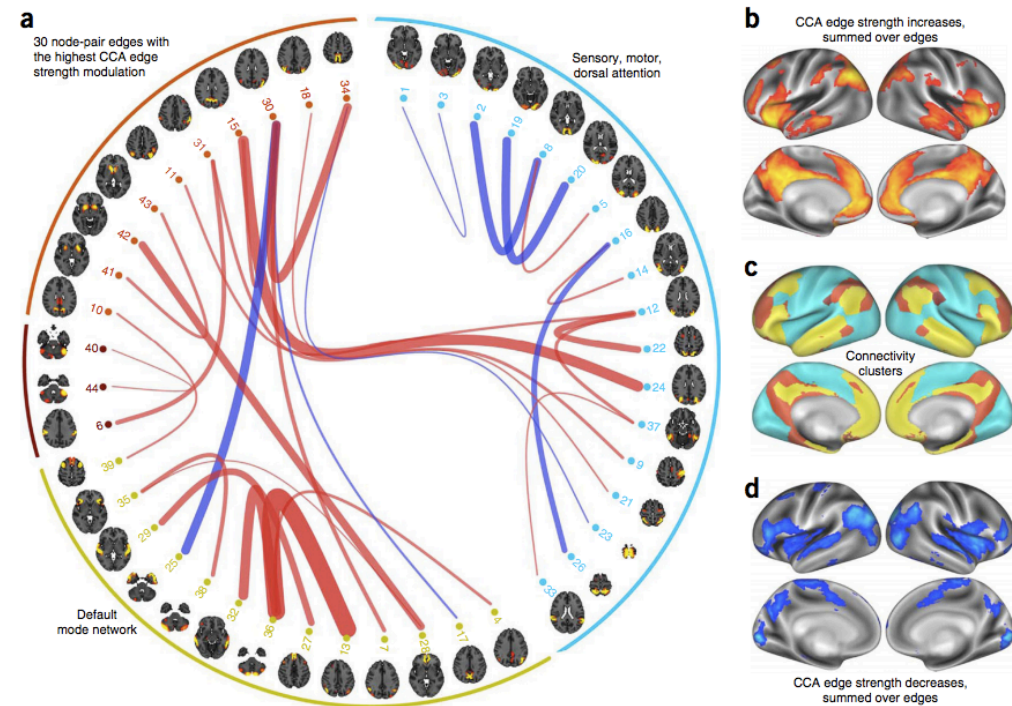 a
30 node-pair edges with
the highest CCA edge
strength modulation
Sensory, motor,
dorsal attention
34
18
30
15
31
11
43
42
41
10
40
44
6
39
35
29
25
38
32
36
27
13
7
28
17
4
1
3
2
19
8
20
5
16
14
12
22
24
37
9
21
23
26
33
Default
mode network
b
CCA edge strength increases,
summed over edges
c
Connectivity
clusters
d
CCA edge strength decreases,
summed over edges